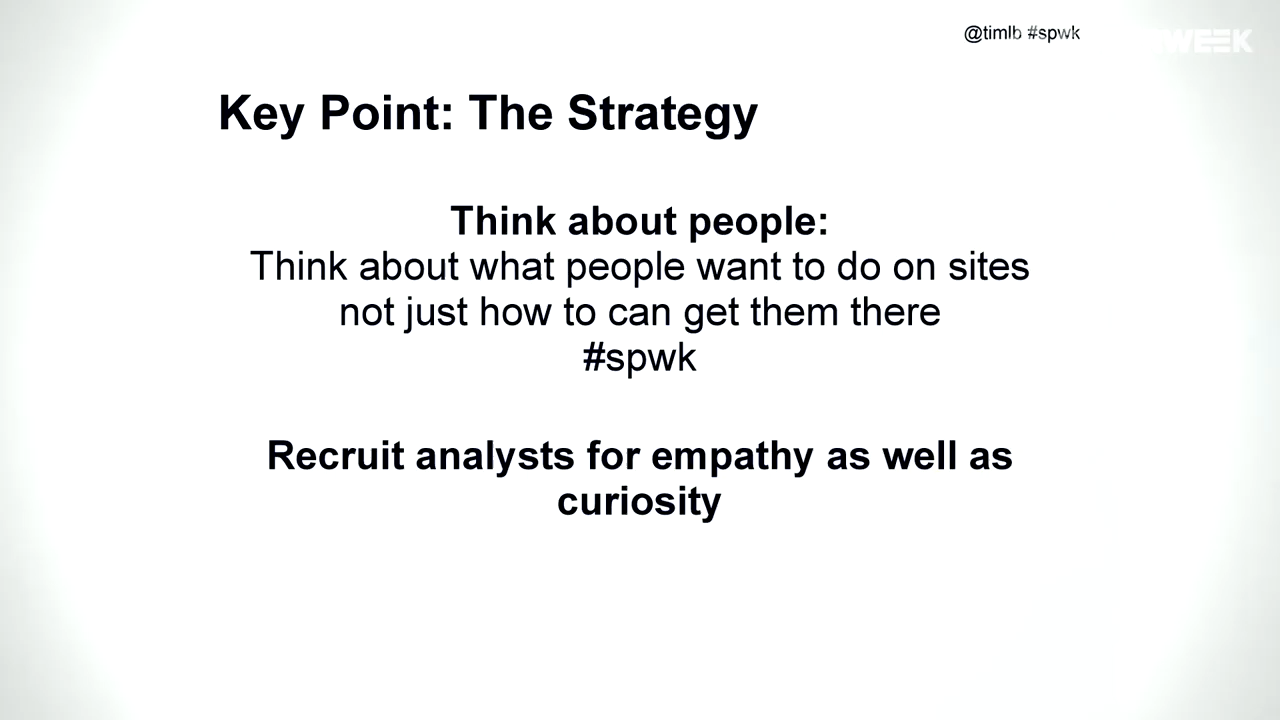 @timlb #spwk
Key Point: The Strategy
Think about people:
Think about what people want to do on sites
not just how to can get them there
#spwk
Recruit analysts for empathy as well as
curiosity